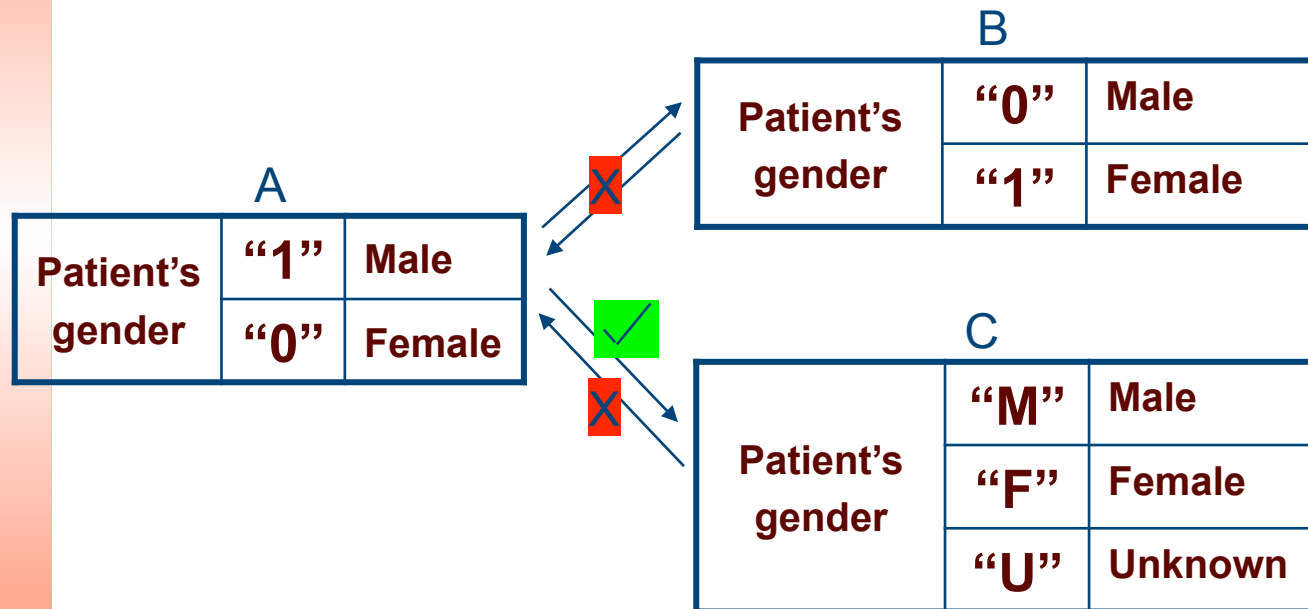 A
Patient's
gender
“1” Male
“0” Female
X
X
B
Patient's
gender
“0” Male
“1” Female
C
Patient's
gender
“M” Male
“F” Female
“U” Unknown